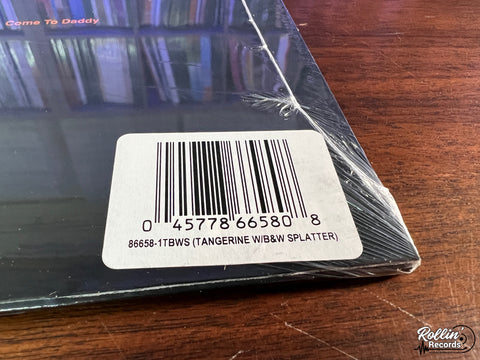 Come To Daddy
0 45778 66580 8
86658-1TBWS (TANGERINE W/B&W SPLATTER)
Rollin'
Records